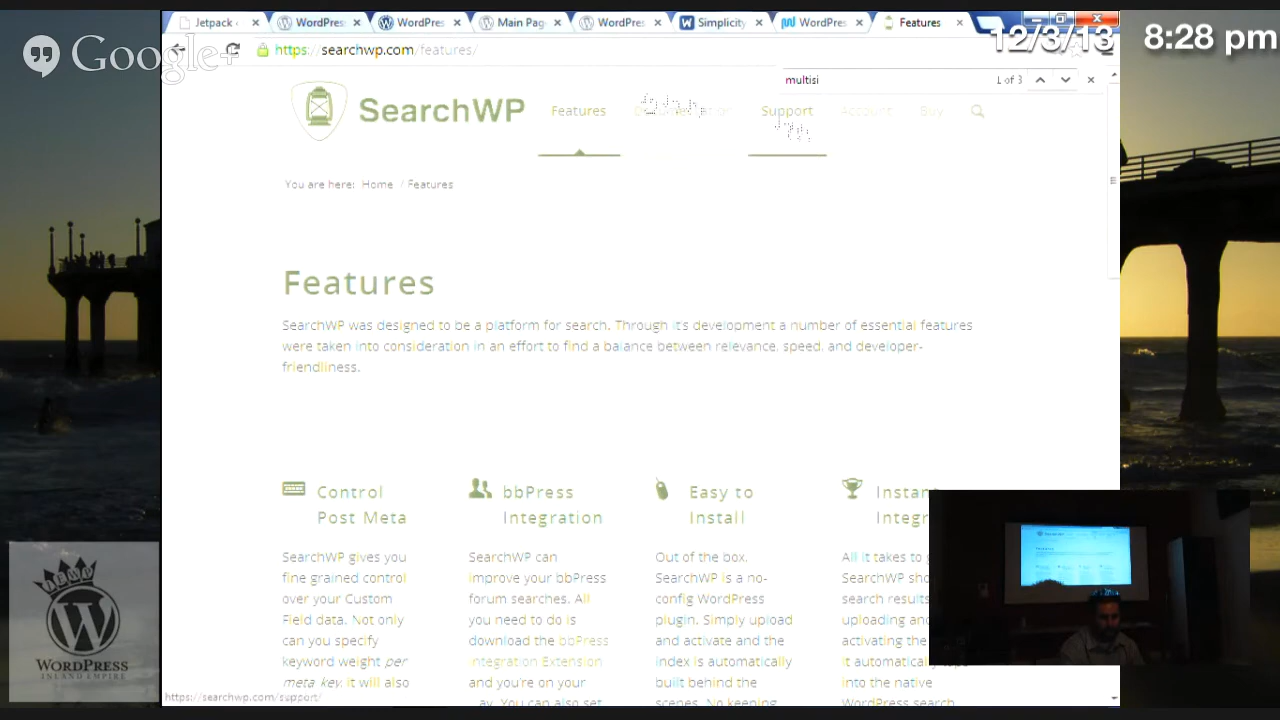 Jetpack
WordPres
WordPres
Main Pag
WordPres
Simplicity
WordPres
Features
Google+
https://searchwp.com/features/
12/3/13 8:28 pm
multisi
1 of 3
SearchWP
Features
Support
Account
Buy
You are here: Home / Features
Features
SearchWP was designed to be a platform for search. Through it's development a number of essential features
were taken into consideration in an effort to find a balance between relevance, speed, and developer-
friendliness.
Control
Post Meta
SearchWP gives you
fine grained control
over your Custom
Field data. Not only
can you specify
keyword weight per
meta key, it will also
bbPress
Integration
SearchWP can
improve your bbPress
forum searches. All
you need to do is
download the bbPress
Integration Extension
and you're on your
way. You can also set
Easy to
Install
Out of the box,
SearchWP is a no-
config WordPress
plugin. Simply upload
and activate and the
index is automatically
built behind the
scenes. No keeping
Instan
Integr
All it takes to g
SearchWP sho
search results
uploading an
activating the
it automatically
into the native
WordPress search
WORDPRESS
INLAND EMPIRE
https://searchwp.com/support/